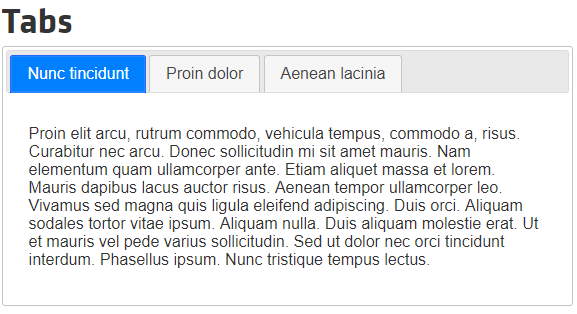 Tabs
Nunc tincidunt Proin dolor Aenean lacinia
Proin elit arcu, rutrum commodo, vehicula tempus, commodo a, risus.
Curabitur nec arcu. Donec sollicitudin mi sit amet mauris. Nam
elementum quam ullamcorper ante. Etiam aliquet massa et lorem.
Mauris dapibus lacus auctor risus. Aenean tempor ullamcorper leo.
Vivamus sed magna quis ligula eleifend adipiscing. Duis orci. Aliquam
sodales tortor vitae ipsum. Aliquam nulla. Duis aliquam molestie erat. Ut
et mauris vel pede varius sollicitudin. Sed ut dolor nec orci tincidunt
interdum. Phasellus ipsum. Nunc tristique tempus lectus.